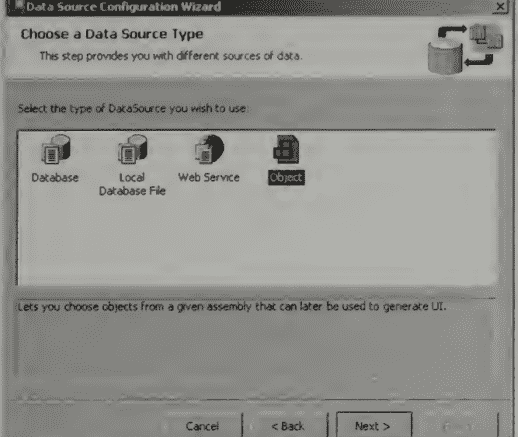 Data Source Configuration Wizard
Choose a Data Source Type
This step provides you with different sources of data.
Select the type of DataSource you wish to use:
Database
Local
Database File
Web Service
Object
Lets you choose objects from a given assembly that can later be used to generate UI.
Cancel
< Back
Next >